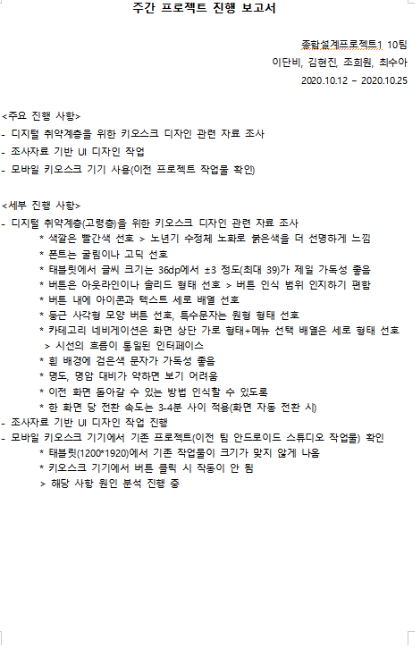 주간 프로젝트 진행 보고서
종합설계프로젝트1 10팀
이단비, 김현진, 조희원, 최수아
2020.10.12 – 2020.10.25
<주요 진행 사항>
- 디지털 취약계층을 위한 키오스크 디자인 관련 자료 조사
- 조사자료 기반 UI 디자인 작업
- 모바일 키오스크 기기 사용(이전 프로젝트 작업물 확인)
<세부 진행 사항>
- 디지털 취약계층(고령층)을 위한 키오스크 디자인 관련 자료 조사
* 색깔은 빨간색 선호 > 노년기 수정체 노화로 붉은색을 더 선명하게 느낌
* 폰트는 굴림이나 고딕 선호
* 태블릿에서 글씨 크기는 36dp에서 ±3 정도(최대 39)가 제일 가독성 좋음
* 버튼은 아웃라인이나 솔리드 형태 선호 > 버튼 인식 범위 인지하기 편함
* 버튼 내에 아이콘과 텍스트 세로 배열 선호
* 둥근 사각형 모양 버튼 선호, 특수문자는 원형 형태 선호
* 카테고리 네비게이션은 화면 상단 가로 형태+메뉴 선택 배열은 세로 형태 선호
> 시선의 흐름이 통일된 인터페이스
* 흰 배경에 검은색 문자가 가독성 좋음
* 명도, 명암 대비가 약하면 보기 어려움
* 이전 화면 돌아갈 수 있는 방법 인식할 수 있도록
* 한 화면 당 전환 속도는 3-4분 사이 적용(화면 자동 전환 시)
- 조사자료 기반 UI 디자인 작업 진행
- 모바일 키오스크 기기에서 기존 프로젝트(이전 팀 안드로이드 스튜디오 작업물) 확인
* 태블릿(1200*1920)에서 기존 작업물이 크기가 맞지 않게 나옴
* 키오스크 기기에서 버튼 클릭 시 작동이 안 됨
> 해당 사항 원인 분석 진행 중